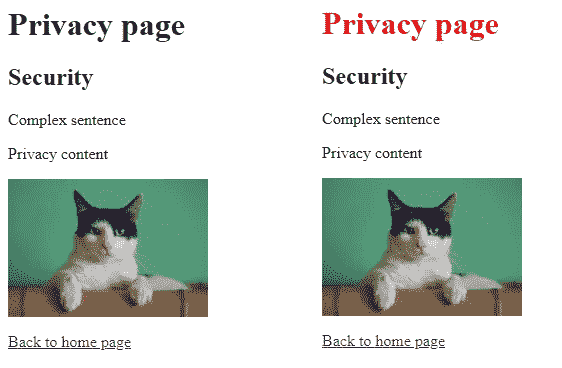 Privacy page
Security
Complex sentence
Privacy content
Back to home page
Privacy page
Security
Complex sentence
Privacy content
Back to home page